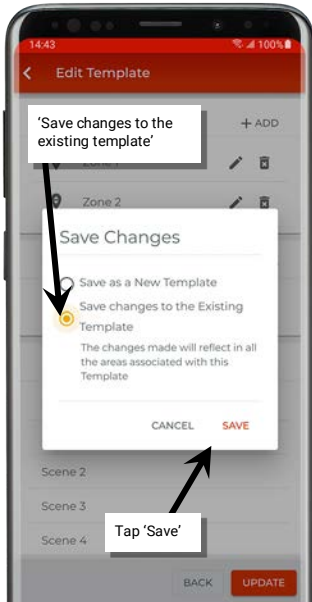 14:43
100%
Edit Template
'Save changes to the
existing template'
+ ADD
Zone 1
Zone 2
Save Changes
Save as a New Template
Save changes to the Existing
Template
The changes made will reflect in all
the areas associated with this
Template
CANCEL
SAVE
Scene 2
Scene 3
Tap 'Save'
Scene 4
BACK
UPDATE